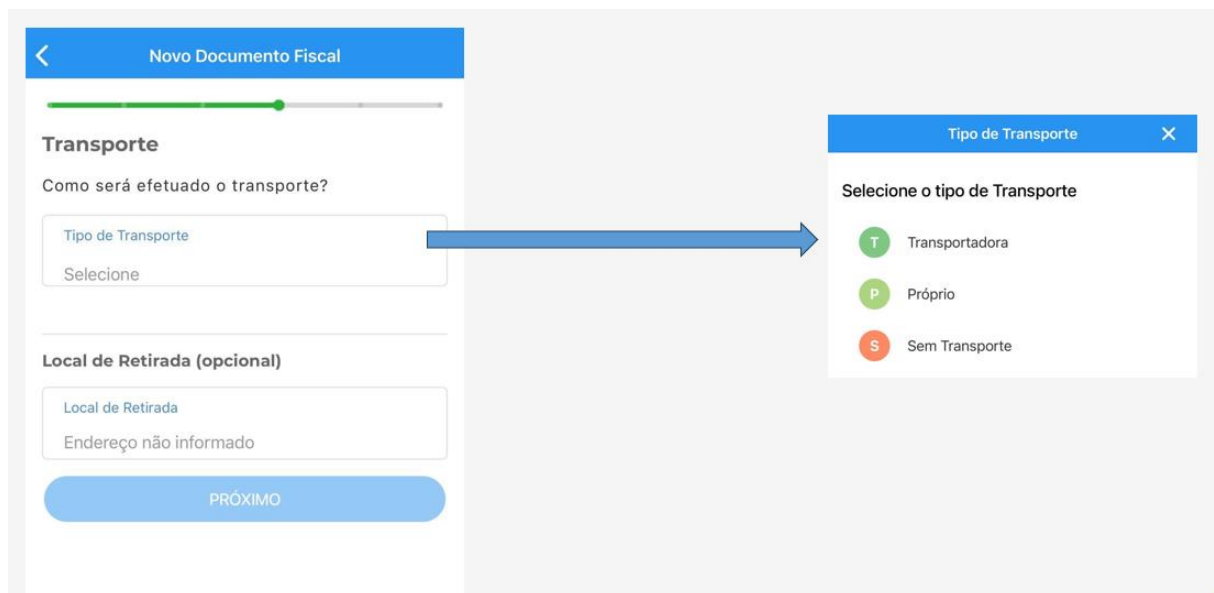 Novo Documento Fiscal
Transporte
Como será efetuado o transporte?
Tipo de Transporte
Selecione
Local de Retirada (opcional)
Local de Retirada
Endereço não informado
PRÓXIMO
Tipo de Transporte
Selecione o tipo de Transporte
T Transportadora
P Próprio
S Sem Transporte